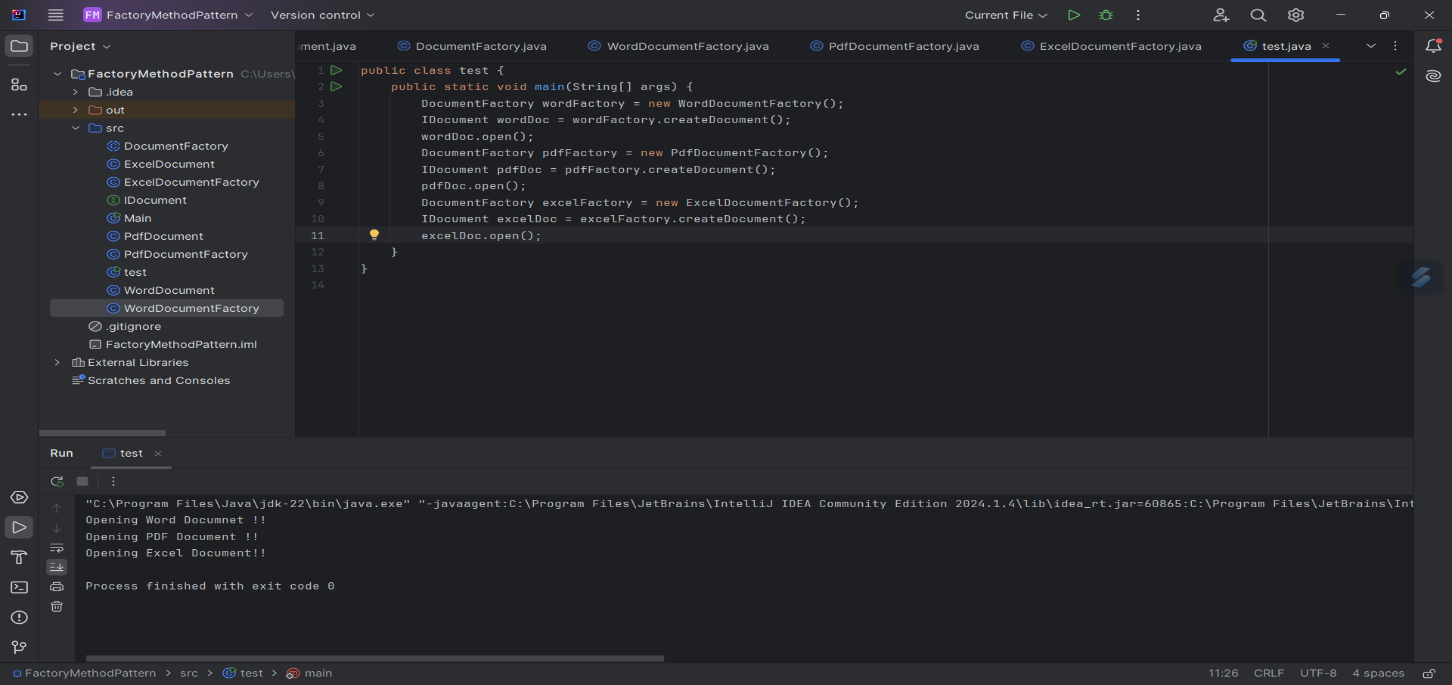 FM FactoryMethodPattern Version control Current File
Project
ment.java DocumentFactory.java WordDocumentFactory.java PdfDocumentFactory.java ExcelDocumentFactory.java test.java
FactoryMethodPattern C:\Users\
.idea
out
src
DocumentFactory
ExcelDocument
ExcelDocumentFactory
IDocument
Main
PdfDocument
PdfDocumentFactory
test
WordDocument
WordDocumentFactory
.gitignore
FactoryMethodPattern.iml
External Libraries
Scratches and Consoles
1 public class test {
2 public static void main(String[] args) {
3 DocumentFactory wordFactory = new WordDocumentFactory();
4 IDocument wordDoc = wordFactory.createDocument();
5 wordDoc.open();
6 DocumentFactory pdfFactory = new PdfDocumentFactory();
7 IDocument pdfDoc = pdfFactory.createDocument();
8 pdfDoc.open();
9 DocumentFactory excelFactory = new ExcelDocumentFactory();
10 IDocument excelDoc = excelFactory.createDocument();
11 excelDoc.open();
12 }
13 }
14
Run test
"C:\Program Files\Java\jdk-22\bin\java.exe" "-javaagent:C:\Program Files\JetBrains\IntelliJ IDEA Community Edition 2024.1.4\lib\idea_rt.jar=60865:C:\Program Files\JetBrains\Int
Opening Word Documnet !!
Opening PDF Document !!
Opening Excel Document!!
Process finished with exit code 0
FactoryMethodPattern > src > test > main 11:26 CRLF UTF-8 4 spaces